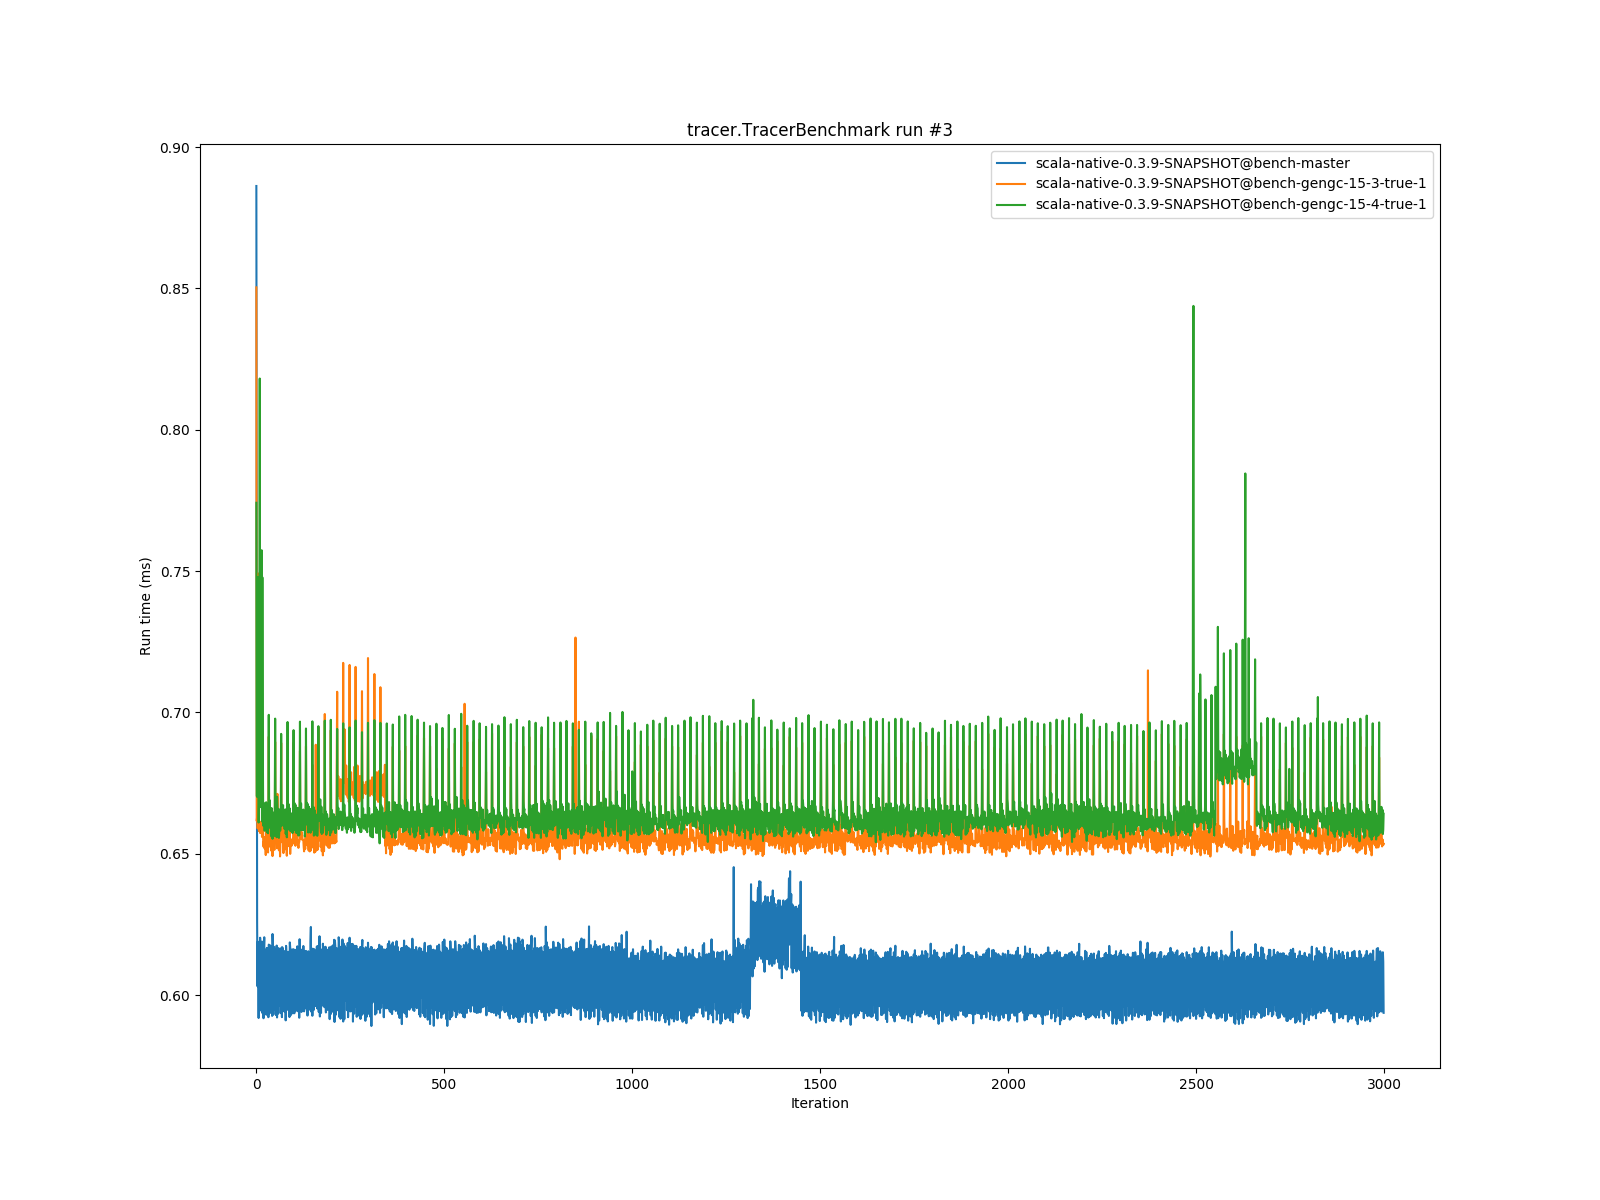 tracer.TracerBenchmark run #3
scala-native-0.3.9-SNAPSHOT@bench-master
scala-native-0.3.9-SNAPSHOT@bench-gengc-15-3-true-1
scala-native-0.3.9-SNAPSHOT@bench-gengc-15-4-true-1
0.90
0.85
0.80
0.75
0.70
0.65
0.60
Run time (ms)
0 500 1000 1500 2000 2500 3000
Iteration